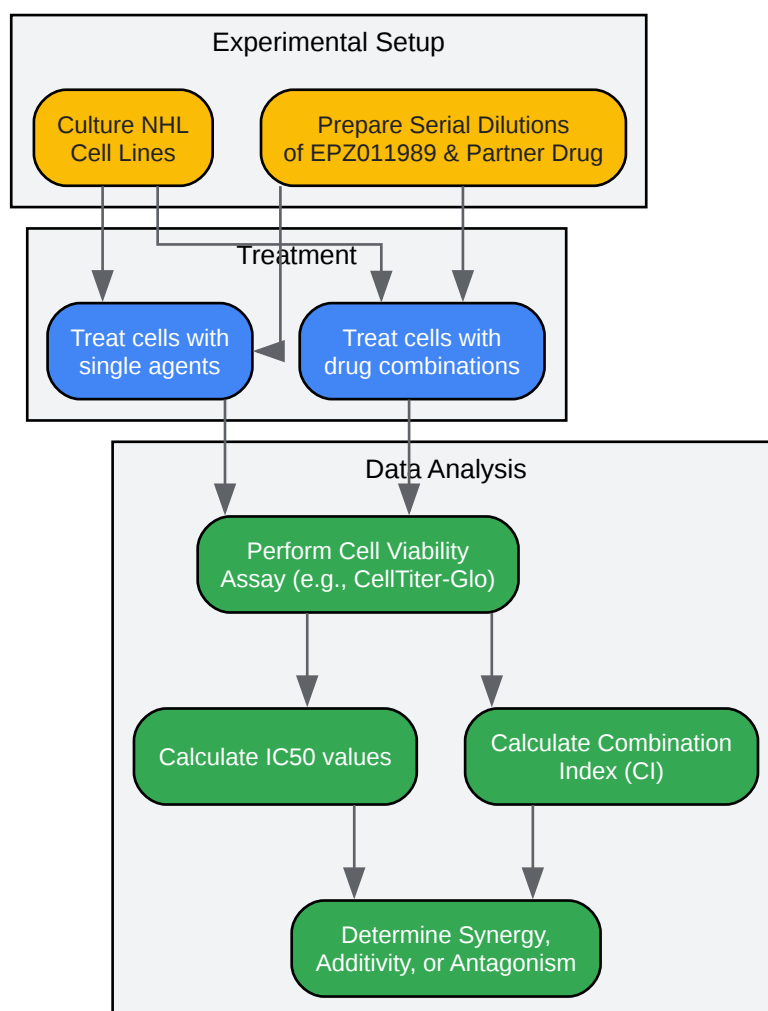 Experimental Setup
Culture NHL
Cell Lines
Prepare Serial Dilutions
of EPZ011989 & Partner Drug
Treatment
Treat cells with
single agents
Treat cells with
drug combinations
Data Analysis
Perform Cell Viability
Assay (e.g., CellTiter-Glo)
Calculate IC50 values
Calculate Combination
Index (CI)
Determine Synergy,
Additivity, or Antagonism